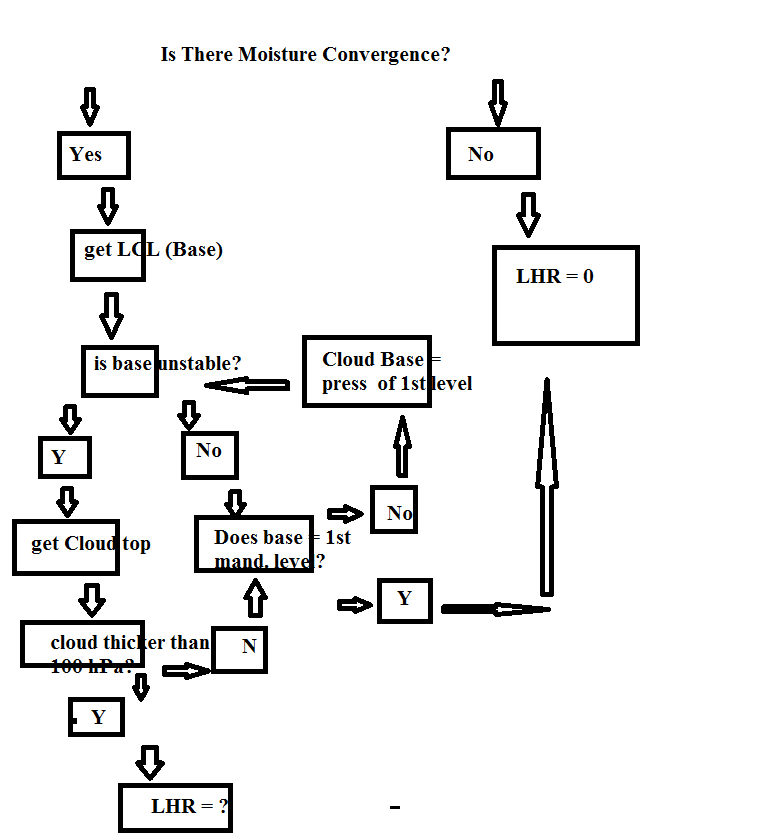 Is There Moisture Convergence?
Yes
No
get LCL (Base)
LHR = 0
is base unstable?
Cloud Base =
press of 1st level
Y
No
No
get Cloud top
Does base = 1st
mand. level?
Y
cloud thicker than
100 hPa?
N
Y
LHR = ?